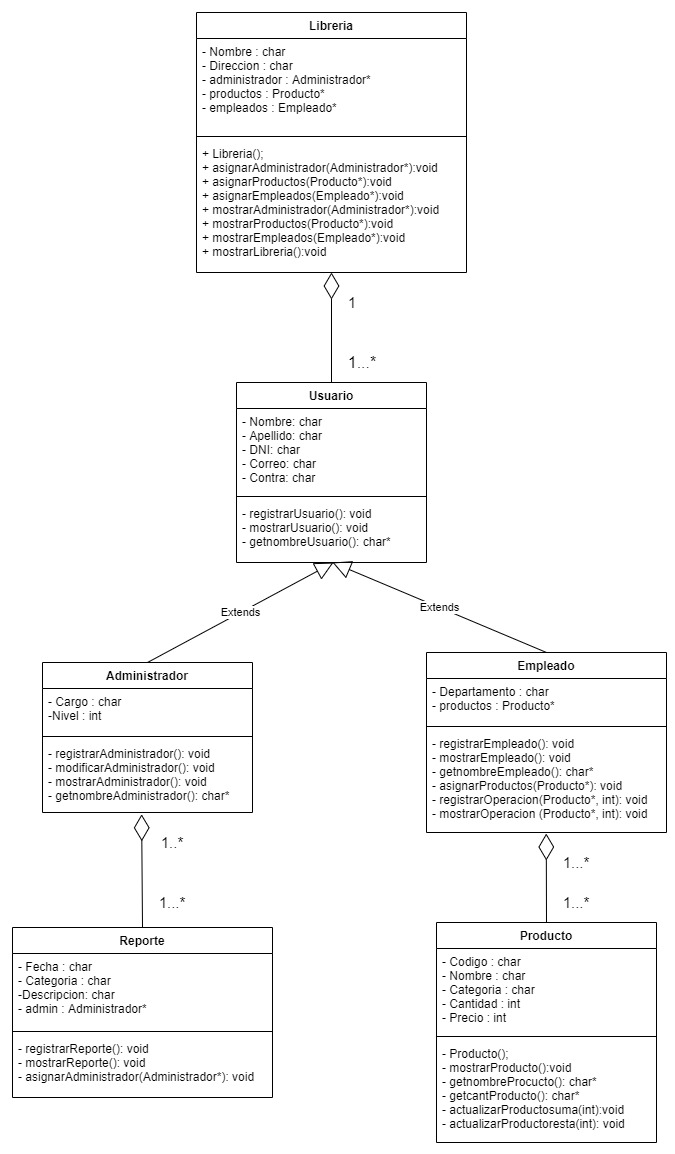 Libreria
- Nombre : char
- Direccion : char
- administrador : Administrador*
- productos : Producto*
- empleados : Empleado*
+ Libreria();
+ asignarAdministrador(Administrador*):void
+ asignarProductos(Producto*):void
+ asignarEmpleados(Empleado*):void
+ mostrarAdministrador(Administrador*):void
+ mostrarProductos(Producto*):void
+ mostrarEmpleados(Empleado*):void
+ mostrarLibreria():void
1
1...*
Usuario
- Nombre: char
- Apellido: char
- DNI: char
- Correo: char
- Contra: char
- registrarUsuario(): void
- mostrarUsuario(): void
- getnombreUsuario(): char*
Extends
Extends
Administrador
- Cargo : char
-Nivel : int
- registrarAdministrador(): void
- modificarAdministrador(): void
- mostrarAdministrador(): void
- getnombreAdministrador(): char*
Empleado
- Departamento : char
- productos : Producto*
- registrarEmpleado(): void
- mostrarEmpleado(): void
- getnombreEmpleado(): char*
- asignarProductos(Producto*): void
- registrarOperacion(Producto*, int): void
- mostrarOperacion (Producto*, int): void
1..*
1...*
1...*
1...*
Reporte
- Fecha : char
- Categoria : char
-Descripcion: char
- admin : Administrador*
- registrarReporte(): void
- mostrarReporte(): void
- asignarAdministrador(Administrador*): void
Producto
- Codigo : char
- Nombre : char
- Categoria : char
- Cantidad : int
- Precio : int
- Producto();
- mostrarProducto():void
- getnombreProcucto(): char*
- getcantProducto(): char*
- actualizarProductosuma(int):void
- actualizarProductoresta(int): void